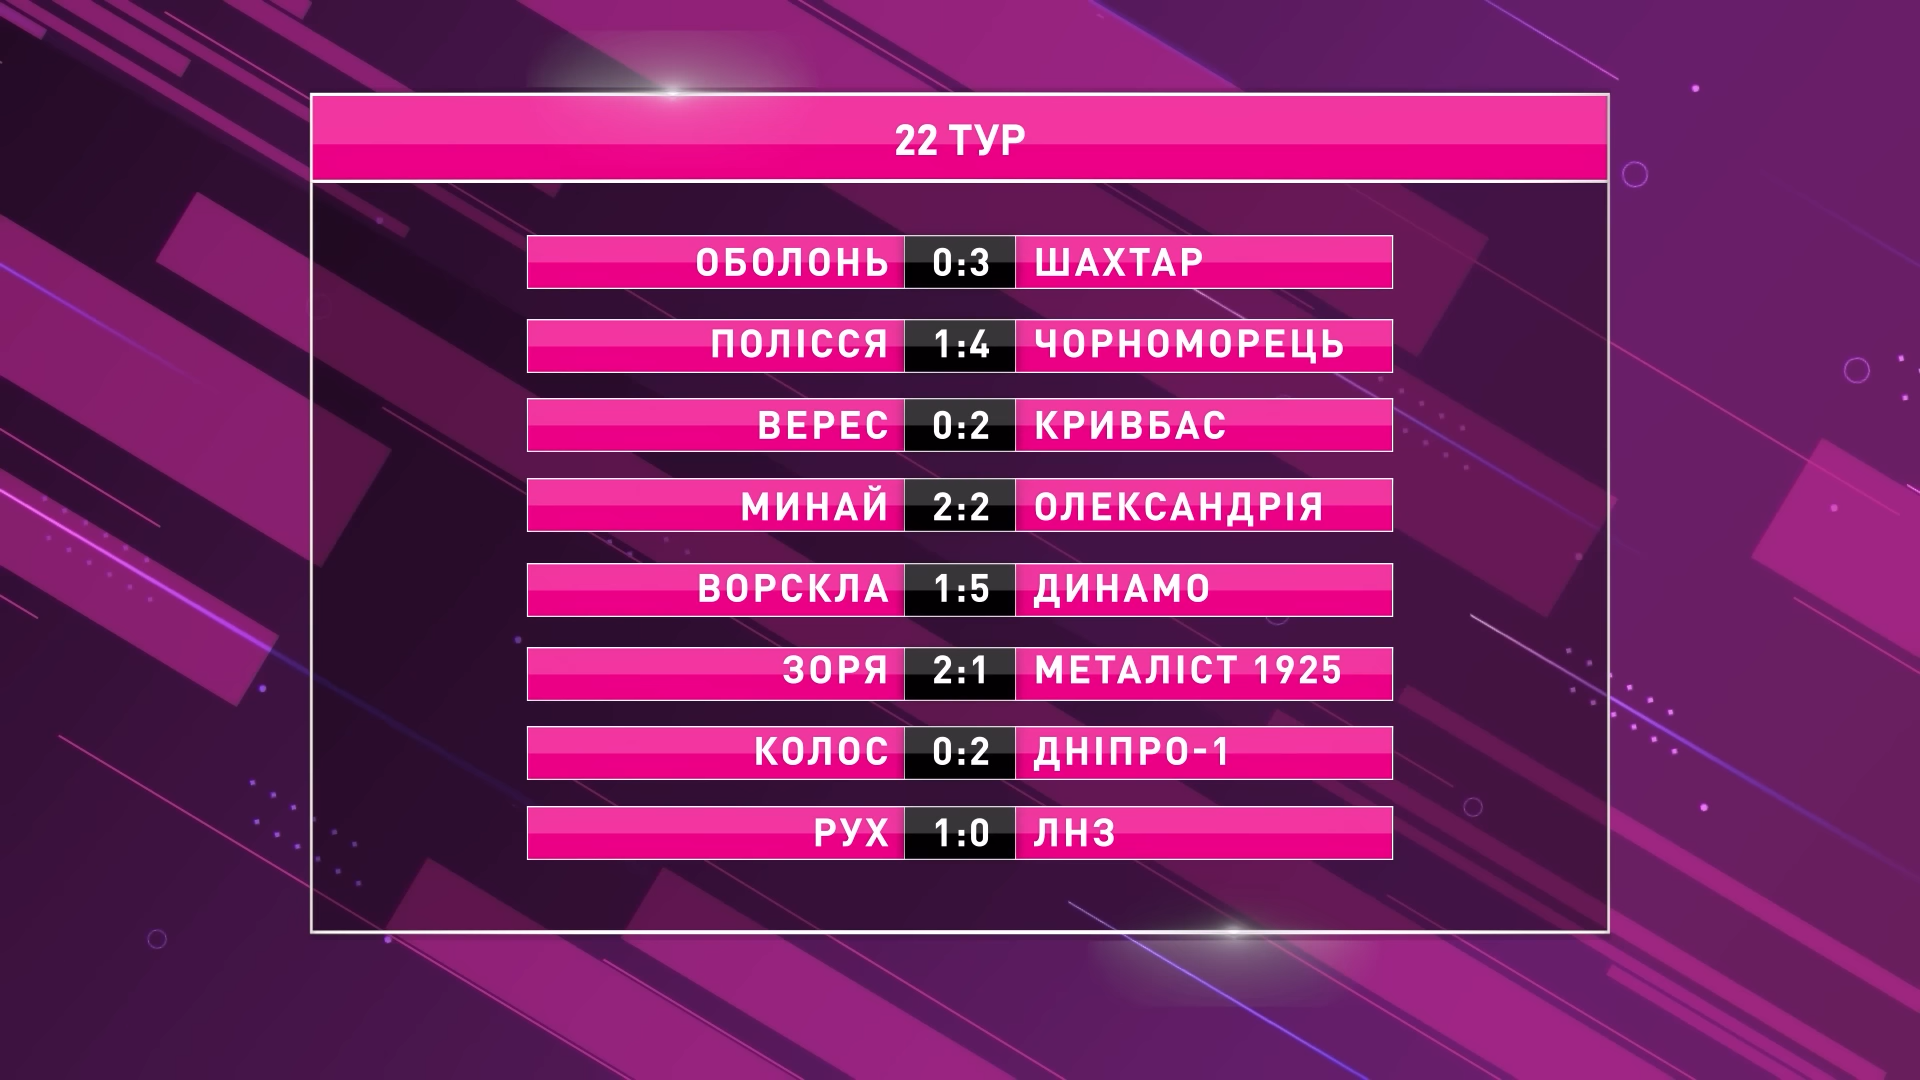 22 ТУР
ОБОЛОНЬ 0:3 ШАХТАР
ПОЛІССЯ 1:4 ЧОРНОМОРЕЦЬ
ВЕРЕС 0:2 КРИВБАС
МИНАЙ 2:2 ОЛЕКСАНДРІЯ
ВОРСКЛА 1:5 ДИНАМО
ЗОРЯ 2:1 МЕТАЛІСТ 1925
КОЛОС 0:2 ДНІПРО-1
РУХ 1:0 ЛНЗ